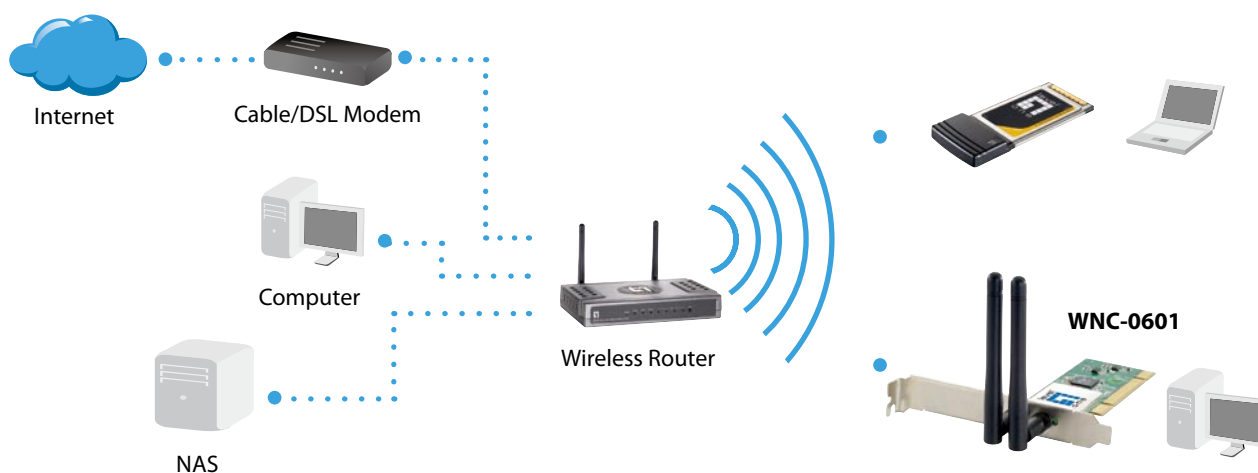 Internet
Cable/DSL Modem
Computer
Wireless Router
NAS
WNC-0601